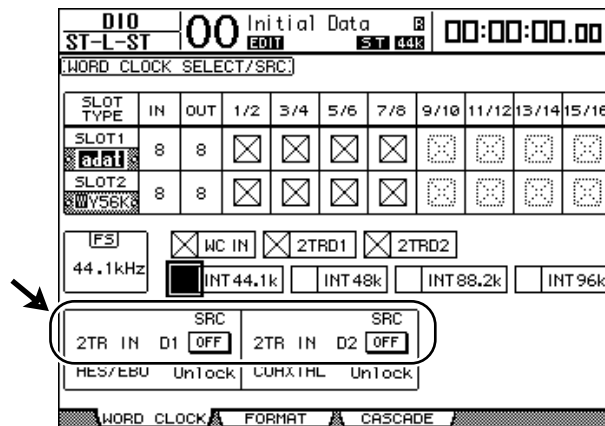 DIO
ST-L-ST
00 Initial Data R
EDIT ST 44k
00:00:00.00
WORD CLOCK SELECT/SRC
SLOT TYPE IN OUT 1/2 3/4 5/6 7/8 9/10 11/12 13/14 15/16
SLOT1 8 8
adat
SLOT2 8 8
Y56K
FS
44.1kHz
WC IN 2TRD1 2TRD2
INT44.1k INT48k INT88.2k INT96k
SRC SRC
2TR IN D1 OFF 2TR IN D2 OFF
AES/EBU Unlock COAXIAL Unlock
WORD CLOCK FORMAT CASCADE